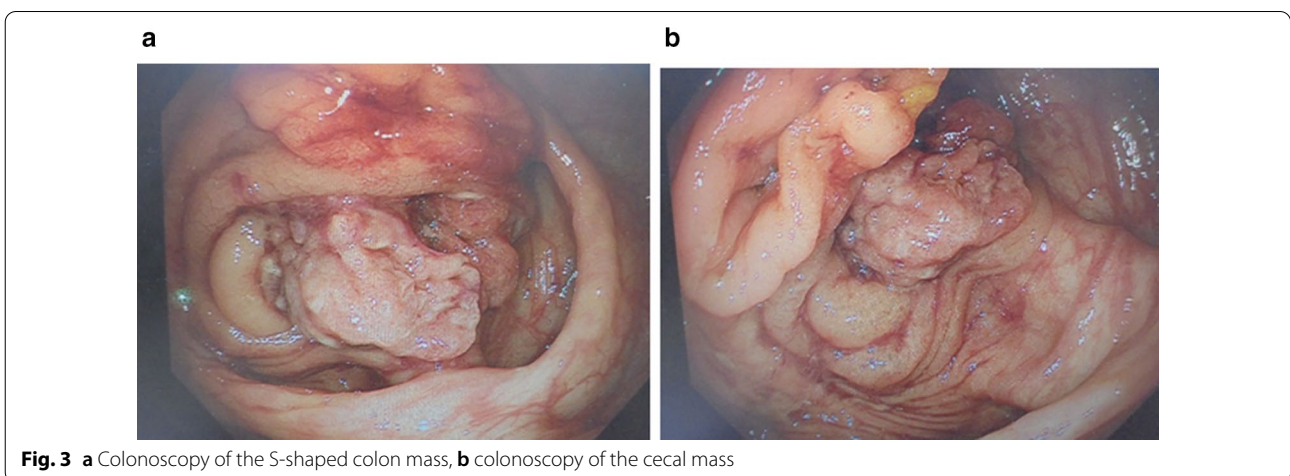 a
b
Fig. 3 a Colonoscopy of the S-shaped colon mass, b colonoscopy of the cecal mass